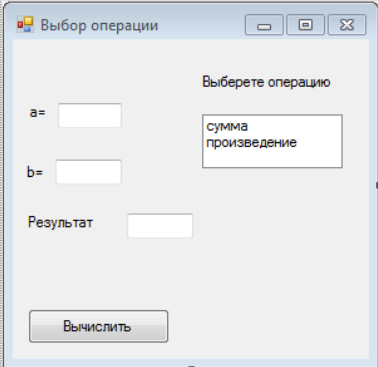 Выбор операции
Выберете операцию
a=
сумма
произведение
b=
Результат
Вычислить